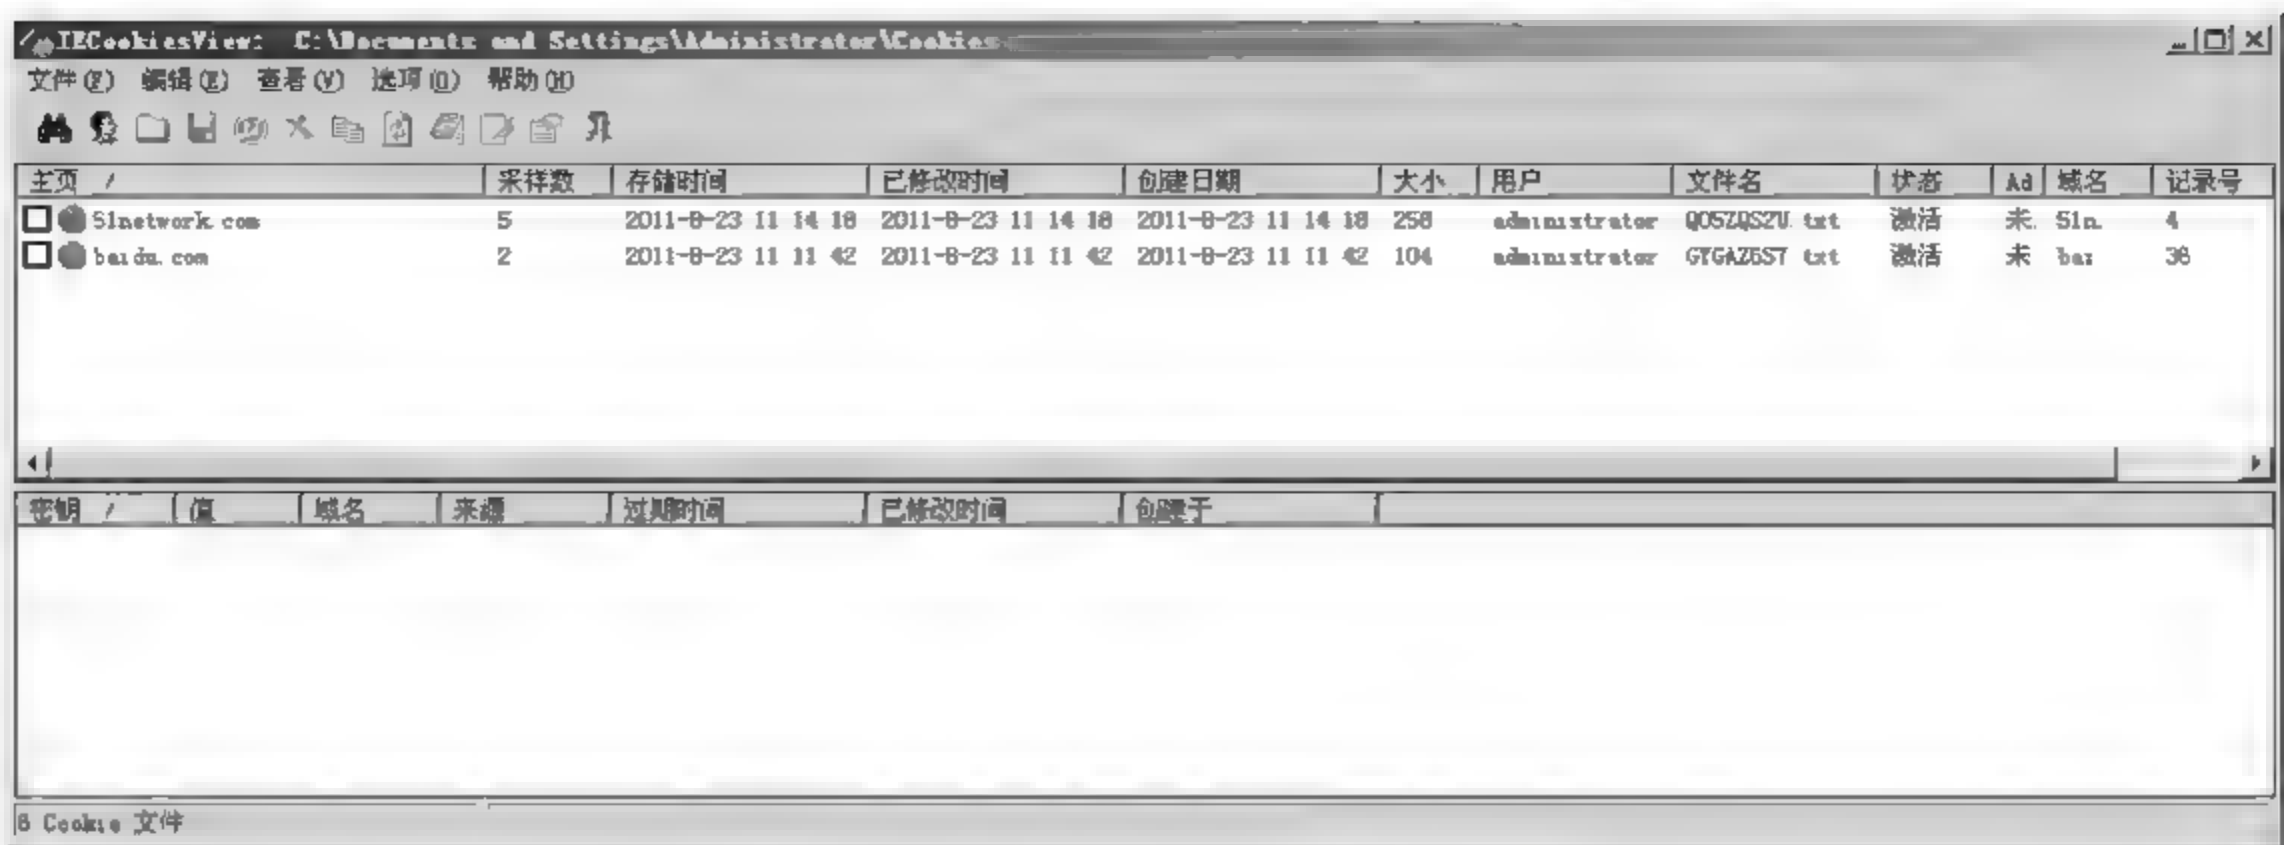 IECookiesView: C:\Documents and Settings\Administrator\Cookies
文件(F) 编辑(E) 查看(V) 选项(O) 帮助(H)
主页 / 采样数 存储时间 已修改时间 创建日期 大小 用户 文件名 状态 Ad 域名 记录号
51network.com 5 2011-8-23 11 14 18 2011-8-23 11 14 18 2011-8-23 11 14 18 258 administrator txt 激活 未. 51n. 4
baidu.com 2 2011-8-23 11 11 42 2011-8-23 11 11 42 2011-8-23 11 11 42 104 administrator txt 激活 未 bai 36
密钥 / 值 域名 来源 过期时间 已修改时间 创建于
Cookie 文件